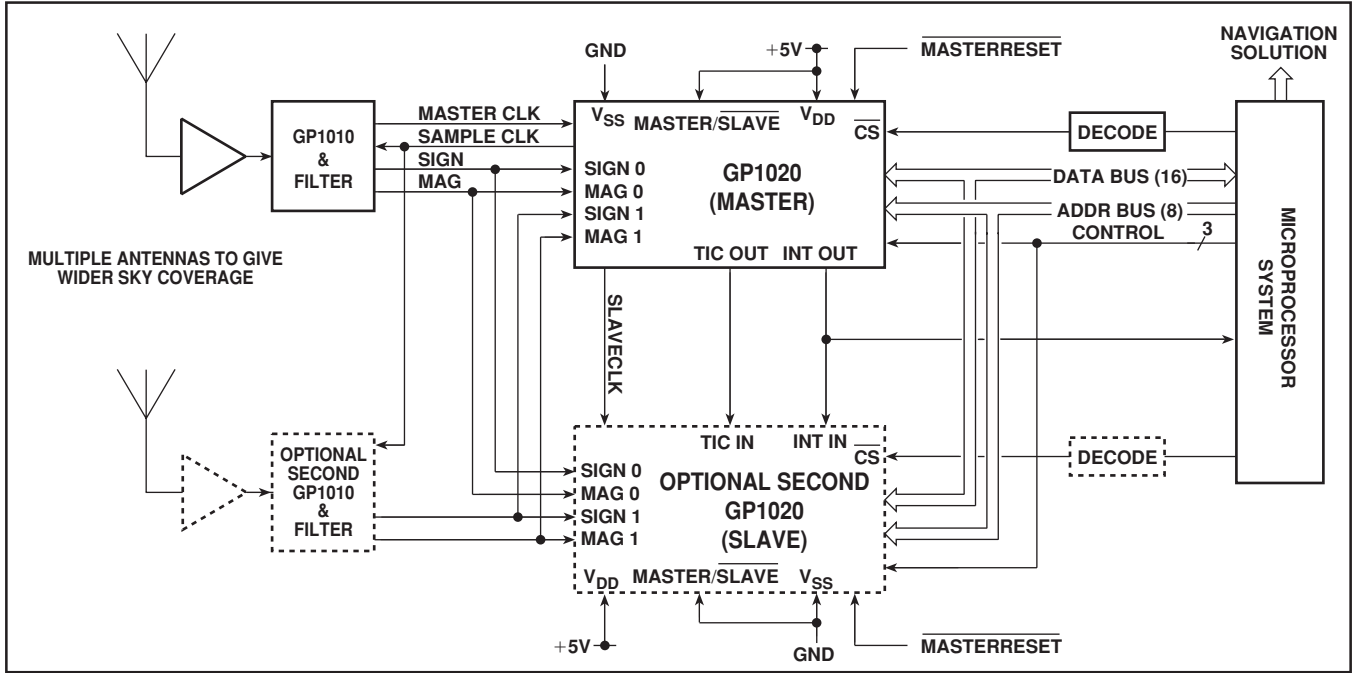 GND
+5V
MASTERRESET
NAVIGATION
SOLUTION
GP1010
&
FILTER
MASTER CLK
SAMPLE CLK
SIGN
MAG
VSS
MASTER/SLAVE
VDD
CS
SIGN 0
MAG 0
SIGN 1
MAG 1
GP1020
(MASTER)
TIC OUT
INT OUT
DECODE
DATA BUS (16)
ADDR BUS (8)
CONTROL
3
MICROPROCESSOR
SYSTEM
MULTIPLE ANTENNAS TO GIVE
WIDER SKY COVERAGE
SLAVECLK
OPTIONAL
SECOND
GP1010
&
FILTER
TIC IN
INT IN
CS
SIGN 0
MAG 0
SIGN 1
MAG 1
OPTIONAL SECOND
GP1020
(SLAVE)
VDD
MASTER/SLAVE
VSS
DECODE
+5V
GND
MASTERRESET